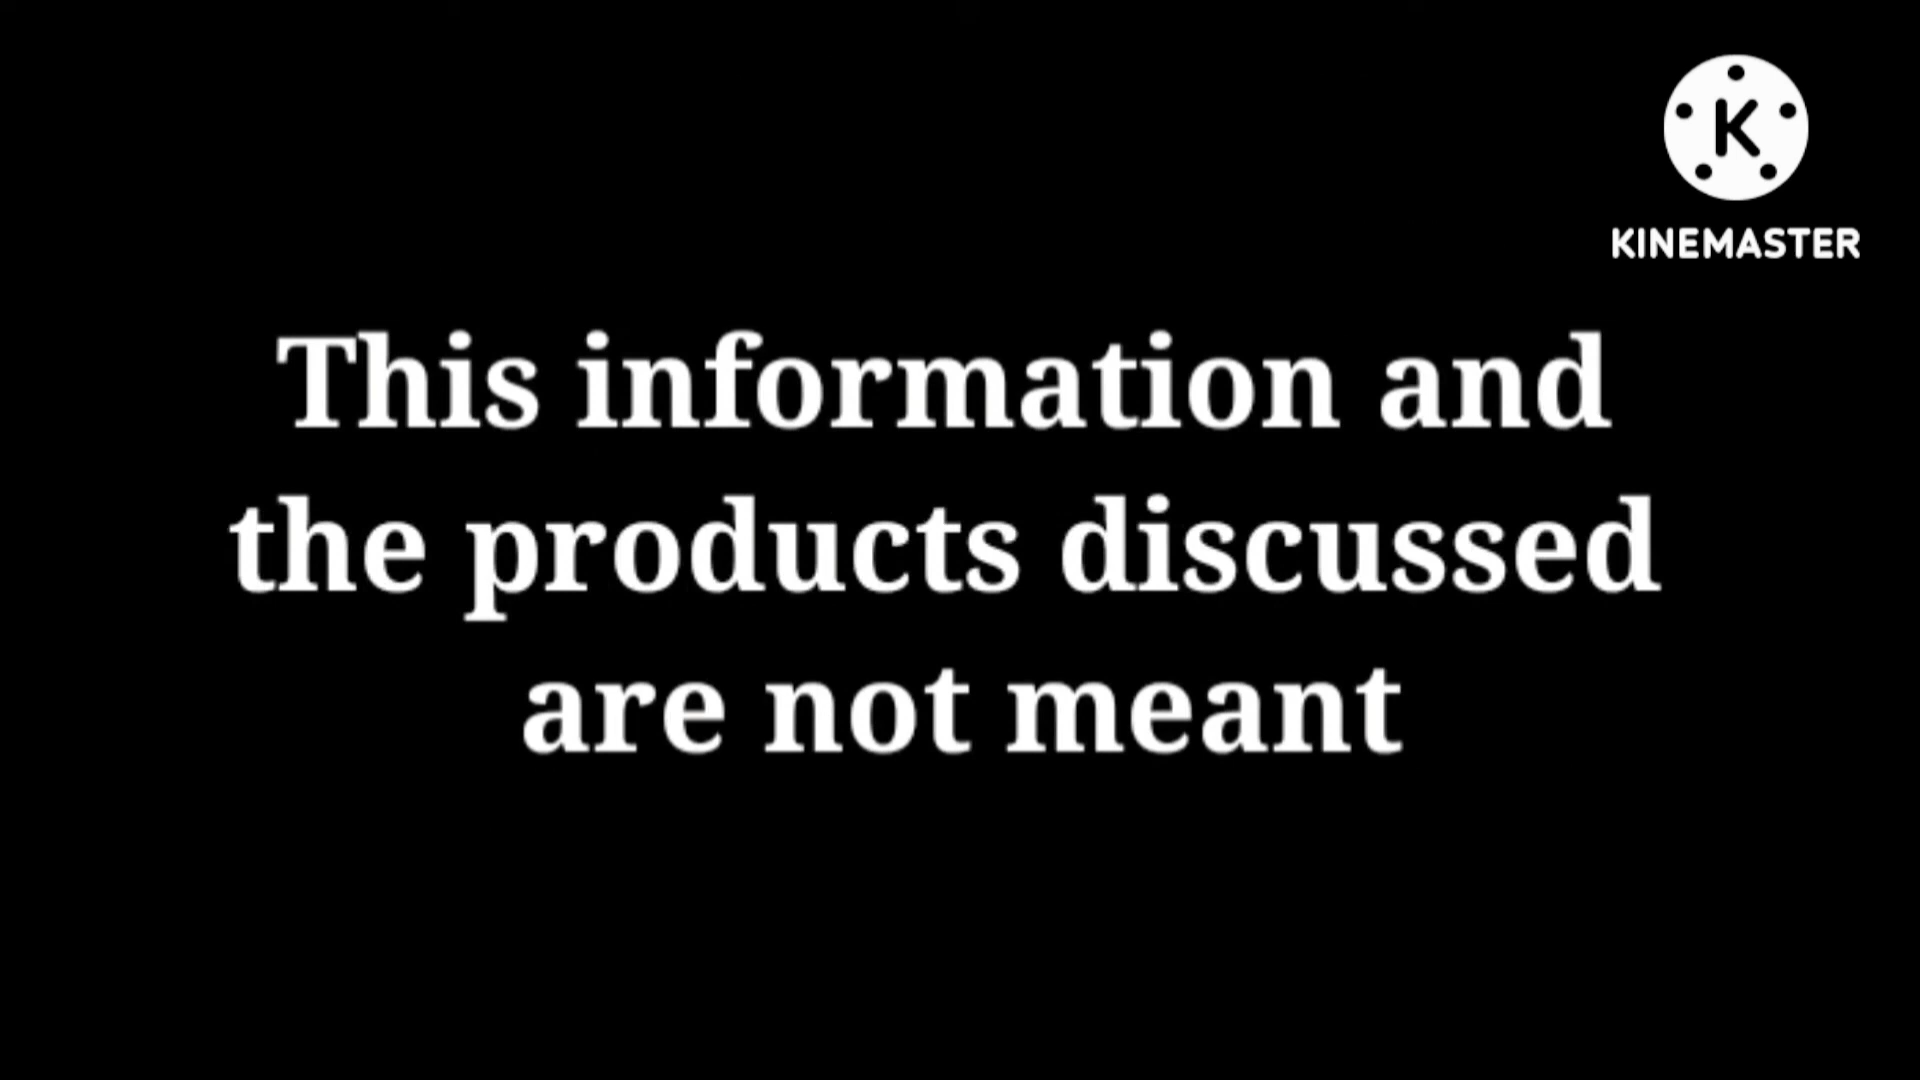 K
KINEMASTER
This information and
the products discussed
are not meant